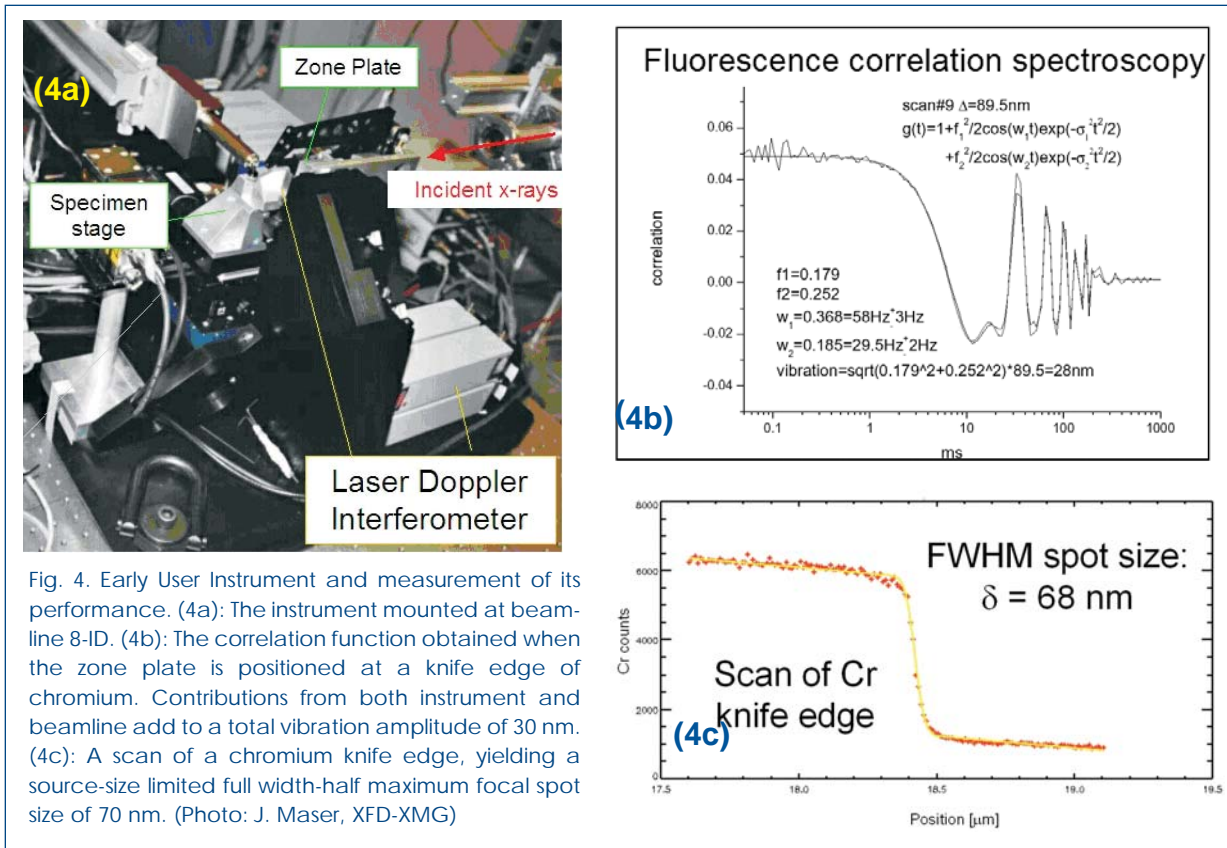 (4a)
Zone Plate
Incident x-rays
Specimen
stage
Laser Doppler
Interferometer
Fig. 4. Early User Instrument and measurement of its
performance. (4a): The instrument mounted at beam-
line 8-ID. (4b): The correlation function obtained when
the zone plate is positioned at a knife edge of
chromium. Contributions from both instrument and
beamline add to a total vibration amplitude of 30 nm.
(4c): A scan of a chromium knife edge, yielding a
source-size limited full width-half maximum focal spot
size of 70 nm. (Photo: J. Maser, XFD-XMG)
Fluorescence correlation spectroscopy
scan#9 Δ=89.5nm
g(t)=1+f₁²/2cos(w₁t)exp(-σ₁²t²/2)
+f₂²/2cos(w₂t)exp(-σ₂²t²/2)
0.06
0.04
0.02
0.00
-0.02
-0.04
correlation
f1=0.179
f2=0.252
w₁=0.368=58Hz⁺3Hz
w₂=0.185=29.5Hz⁺2Hz
vibration=sqrt(0.179^2+0.252^2)*89.5=28nm
(4b)
0.1 1 10 100 1000
ms
8000
6000
4000
2000
0
Cr counts
FWHM spot size:
δ = 68 nm
Scan of Cr
knife edge
(4c)
17.5 18.0 18.5 19.0 19.5
Position [μm]